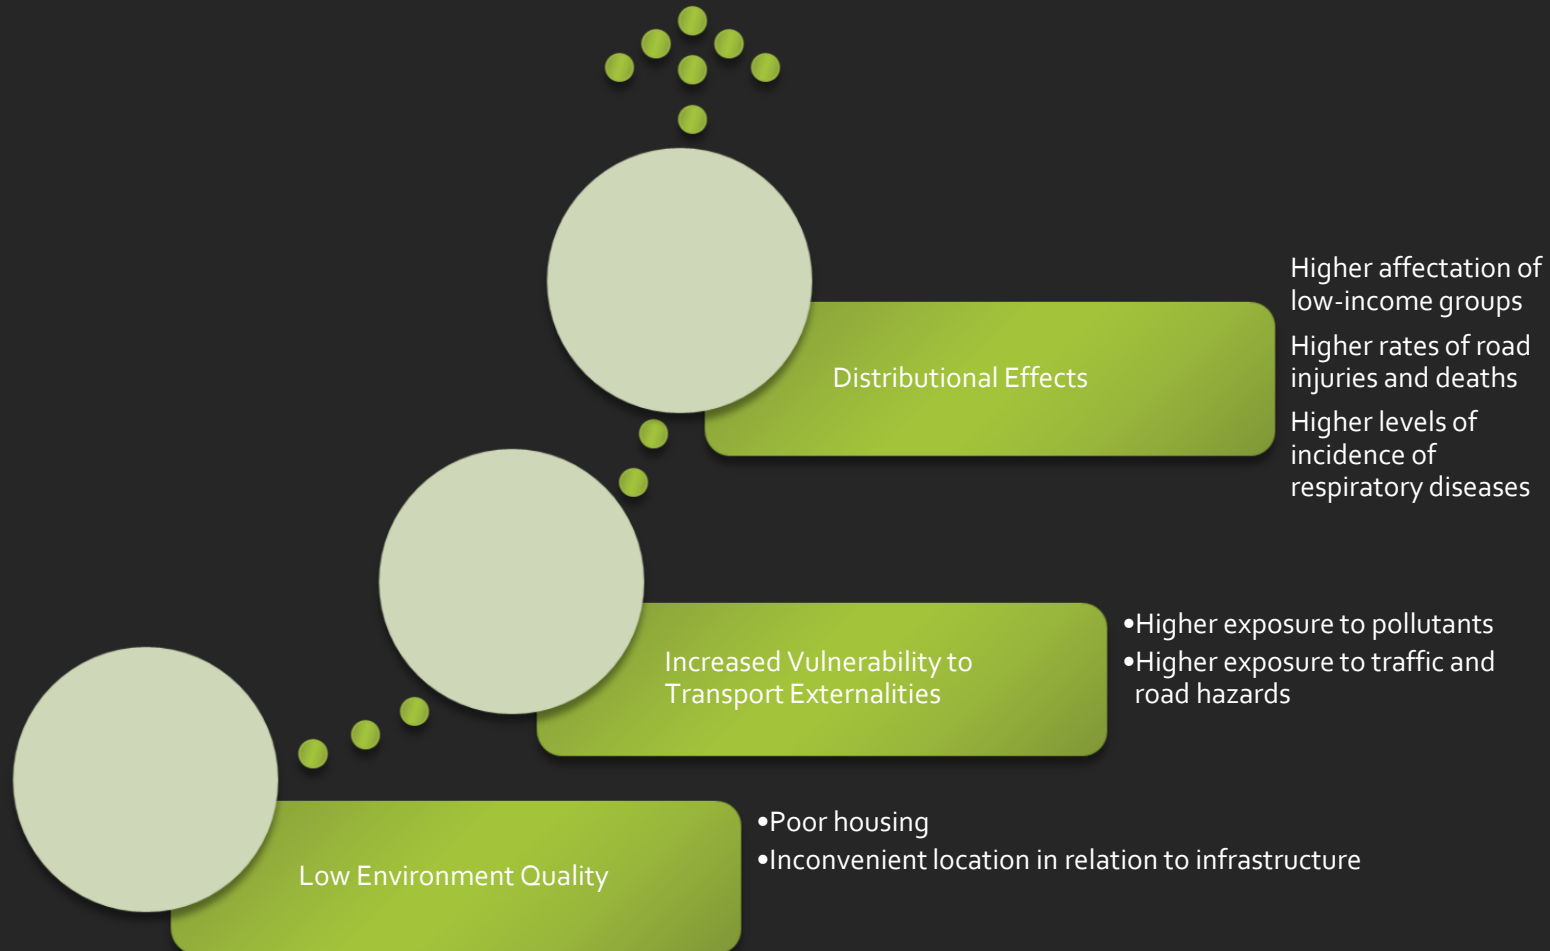 Higher affectation of
low-income groups
Higher rates of road
injuries and deaths
Higher levels of
incidence of
respiratory diseases
Distributional Effects
•Higher exposure to pollutants
•Higher exposure to traffic and
road hazards
Increased Vulnerability to
Transport Externalities
•Poor housing
•Inconvenient location in relation to infrastructure
Low Environment Quality